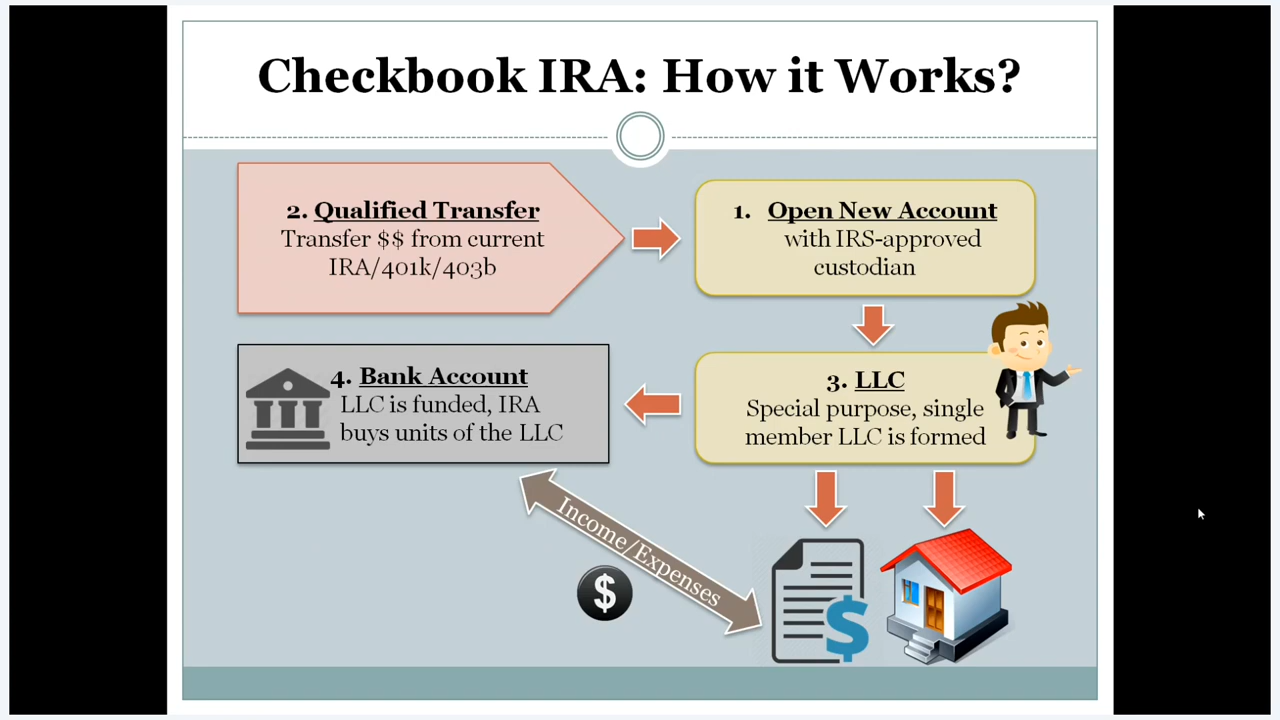 Checkbook IRA: How it Works?
2. Qualified Transfer
Transfer $$ from current
IRA/401k/403b
1. Open New Account
with IRS-approved
custodian
4. Bank Account
LLC is funded, IRA
buys units of the LLC
3. LLC
Special purpose, single
member LLC is formed
Income/Expenses
$
$